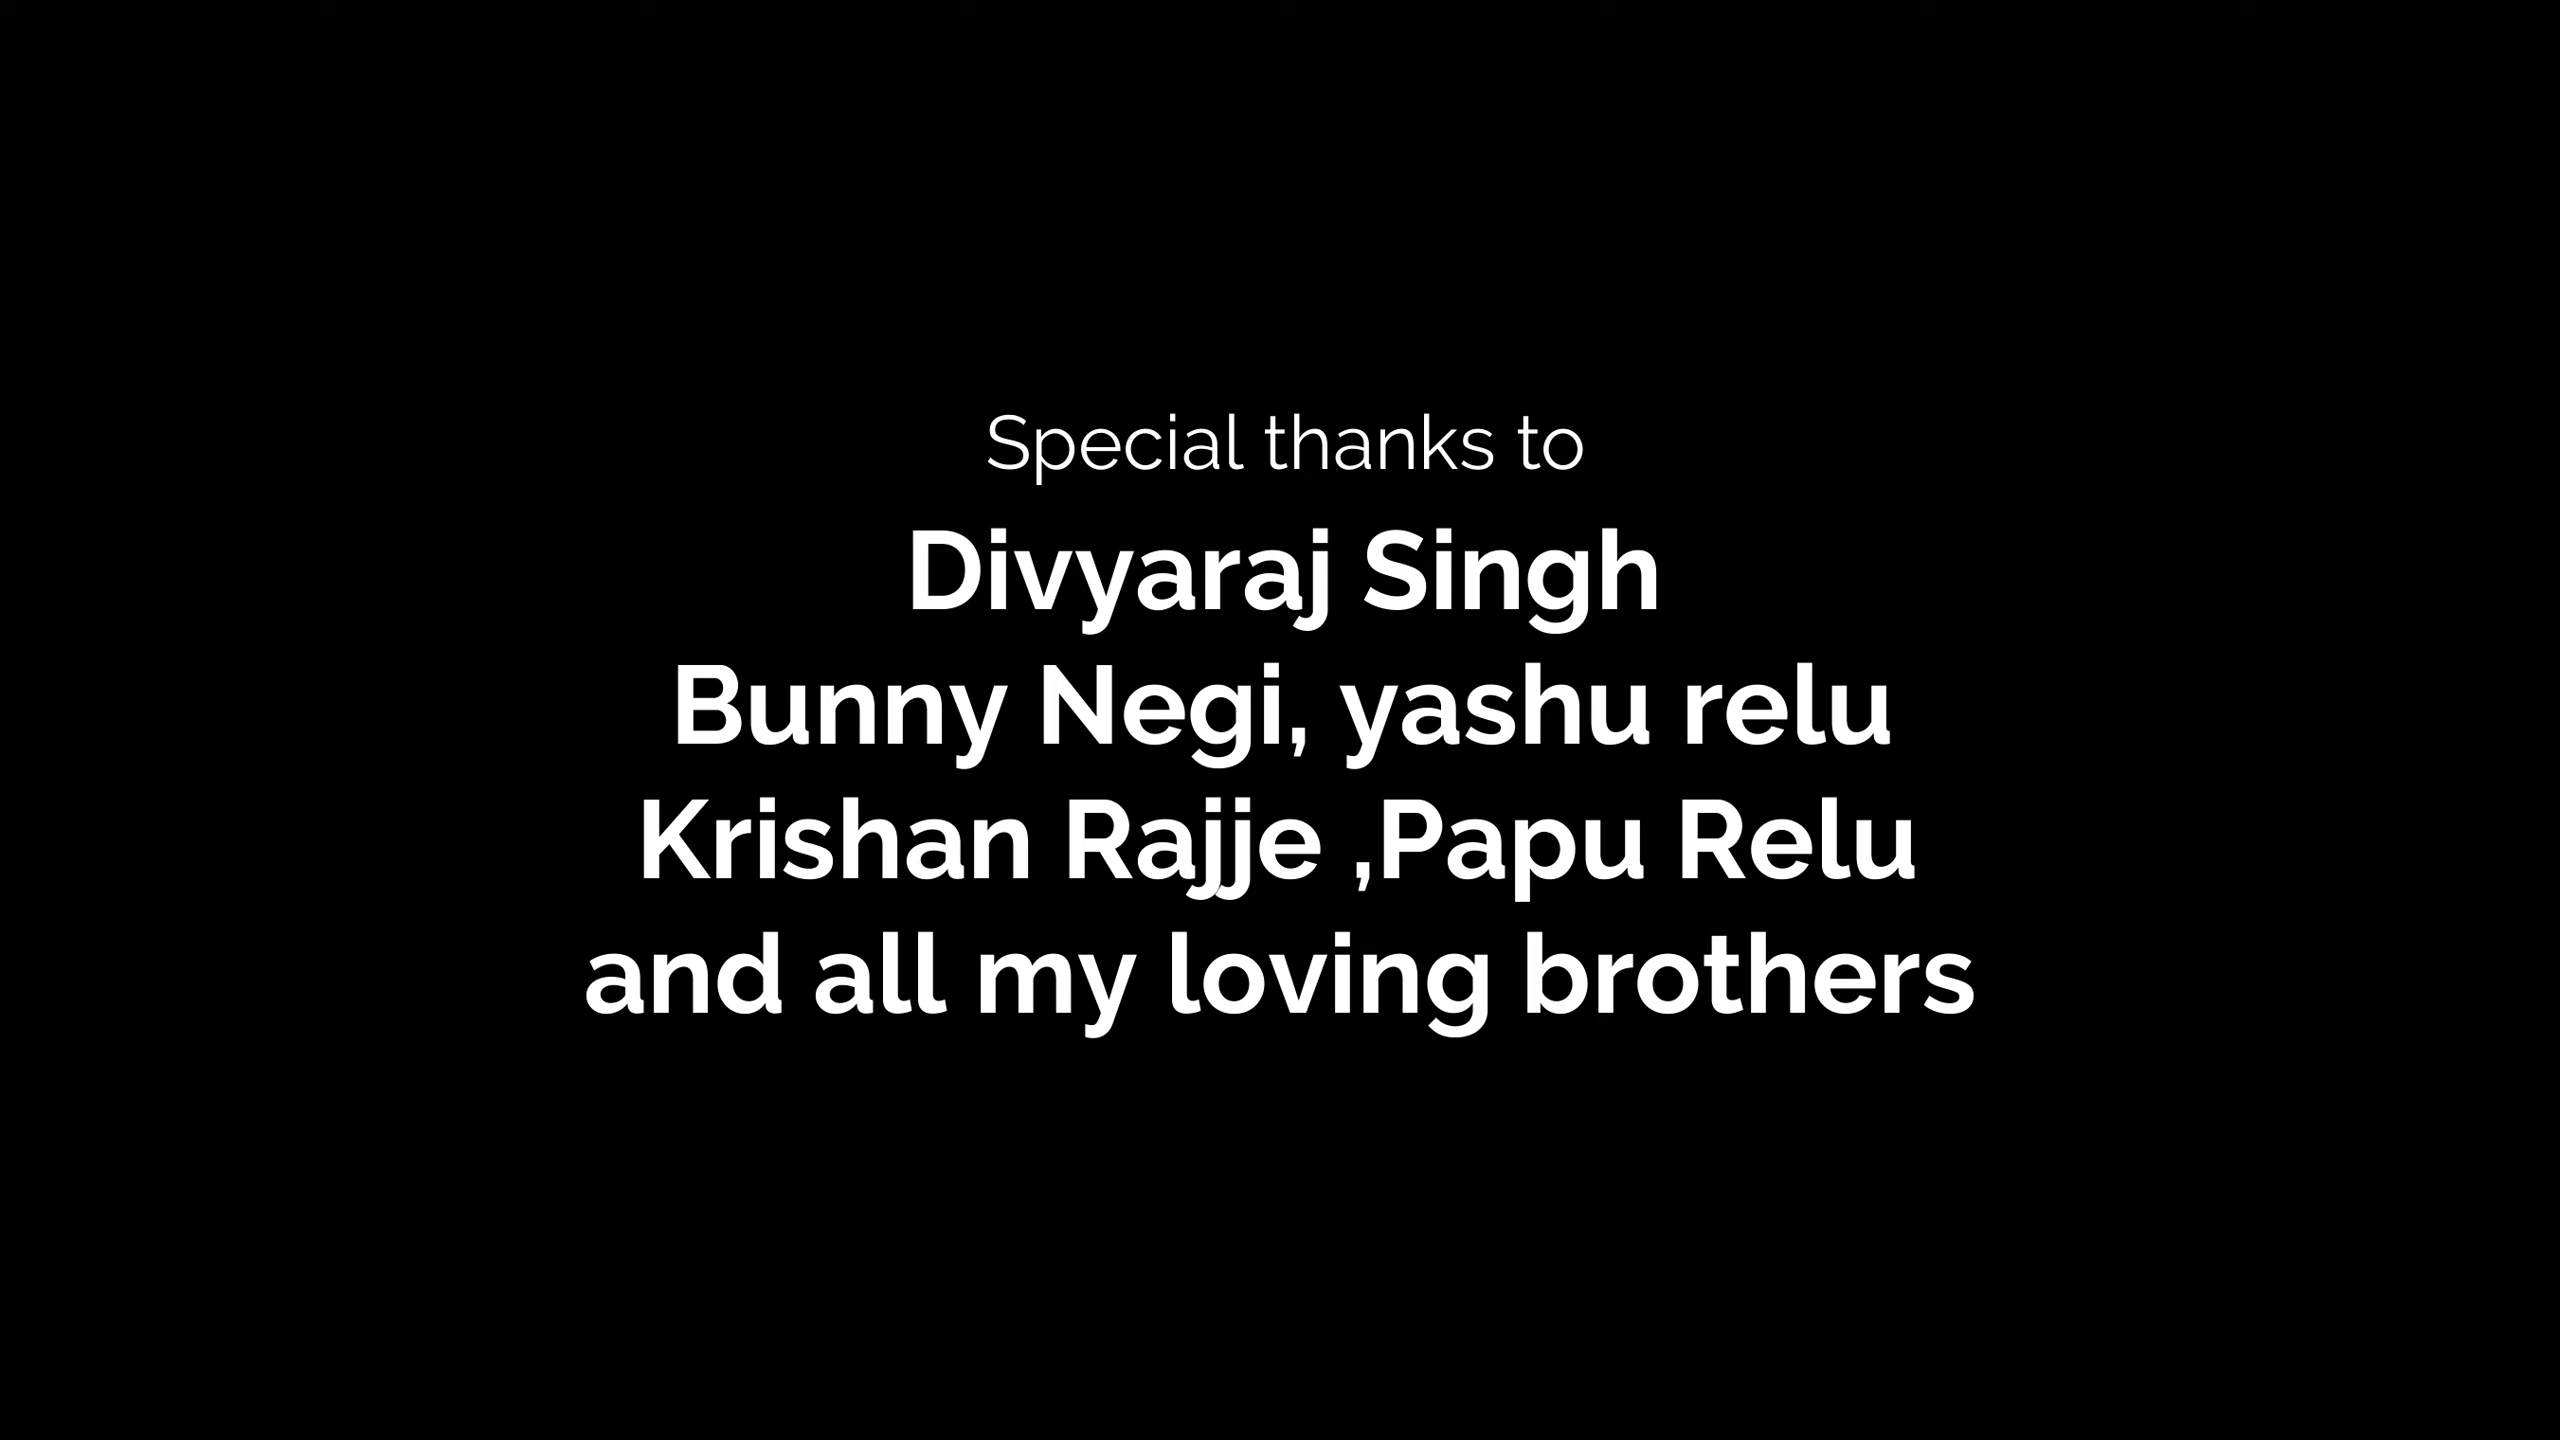 Special thanks to
Divyaraj Singh
Bunny Negi, yashu relu
Krishan Rajje ,Papu Relu
and all my loving brothers